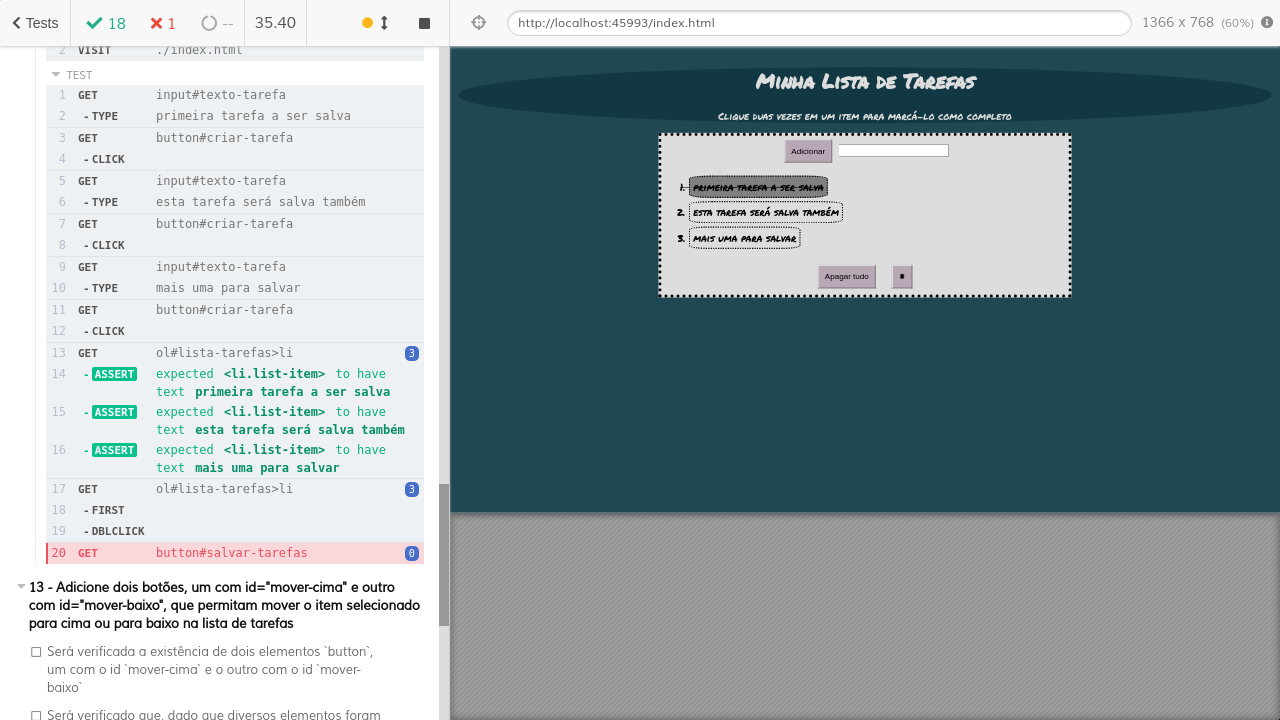 Tests
18
1
--
35.40
http://localhost:45993/index.html
1366 x 768 (60%)
2 VISIT ./index.html
TEST
1 GET input#texto-tarefa
2 - TYPE primeira tarefa a ser salva
3 GET button#criar-tarefa
4 - CLICK
5 GET input#texto-tarefa
6 - TYPE esta tarefa será salva também
7 GET button#criar-tarefa
8 - CLICK
9 GET input#texto-tarefa
10 - TYPE mais uma para salvar
11 GET button#criar-tarefa
12 - CLICK
13 GET ol#lista-tarefas>li 3
14 - ASSERT expected <li.list-item> to have
text primeira tarefa a ser salva
15 - ASSERT expected <li.list-item> to have
text esta tarefa será salva também
16 - ASSERT expected <li.list-item> to have
text mais uma para salvar
17 GET ol#lista-tarefas>li 3
18 - FIRST
19 - DBLCLICK
20 GET button#salvar-tarefas 0
13 - Adicione dois botões, um com id="mover-cima" e outro
com id="mover-baixo", que permitam mover o item selecionado
para cima ou para baixo na lista de tarefas
Será verificada a existência de dois elementos `button`,
um com o id `mover-cima` e o outro com o id `mover-
baixo`
Será verificado que, dado que diversos elementos foram
Minha Lista de Tarefas
Clique duas vezes em um item para marcá-lo como completo
Adicionar
1. primeira tarefa a ser salva
2. esta tarefa será salva também
3. mais uma para salvar
Apagar tudo